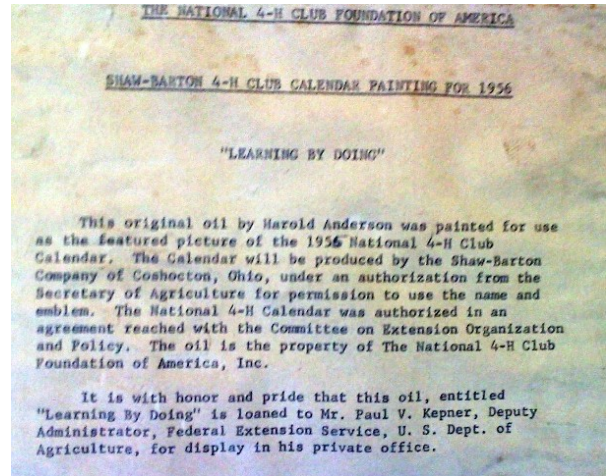 THE NATIONAL 4-H CLUB FOUNDATION OF AMERICA
SHAW-BARTON 4-H CLUB CALENDAR PAINTING FOR 1956
"LEARNING BY DOING"
This original oil by Harold Anderson was painted for use
as the featured picture of the 1956 National 4-H Club
Calendar. The Calendar will be produced by the Shaw-Barton
Company of Coshocton, Ohio, under an authorization from the
Secretary of Agriculture for permission to use the name and
emblem. The National 4-H Calendar was authorized in an
agreement reached with the Committee on Extension Organization
and Policy. The oil is the property of The National 4-H Club
Foundation of America, Inc.
It is with honor and pride that this oil, entitled
"Learning By Doing" is loaned to Mr. Paul V. Kepner, Deputy
Administrator, Federal Extension Service, U. S. Dept. of
Agriculture, for display in his private office.